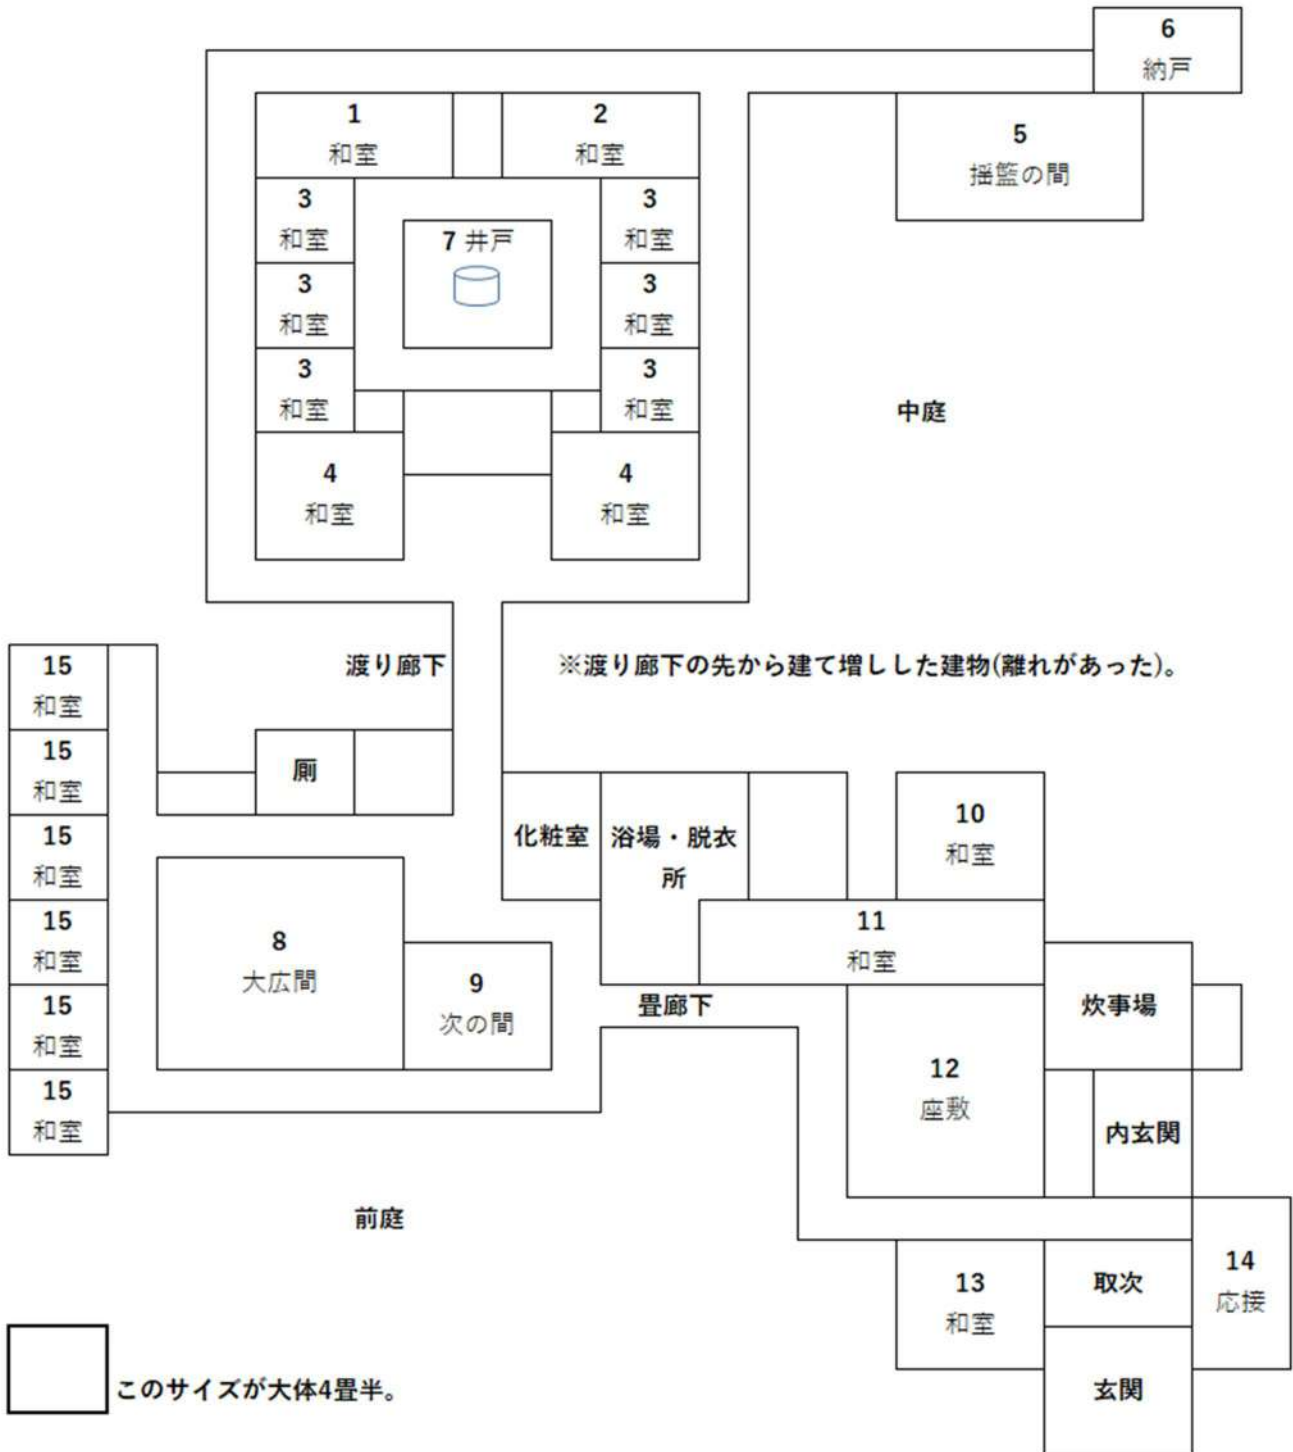 6
納戸
1
和室
2
和室
5
揺籃の間
3
和室
3
和室
7 井戸
3
和室
3
和室
3
和室
3
和室
中庭
4
和室
4
和室
渡り廊下
※渡り廊下の先から建て増しした建物(離れがあった)。
15
和室
15
和室
厠
15
和室
化粧室
浴場・脱衣
所
10
和室
15
和室
8
大広間
11
和室
9
次の間
15
和室
畳廊下
炊事場
12
座敷
15
和室
内玄関
前庭
13
和室
取次
14
応接
玄関
このサイズが大体4畳半。